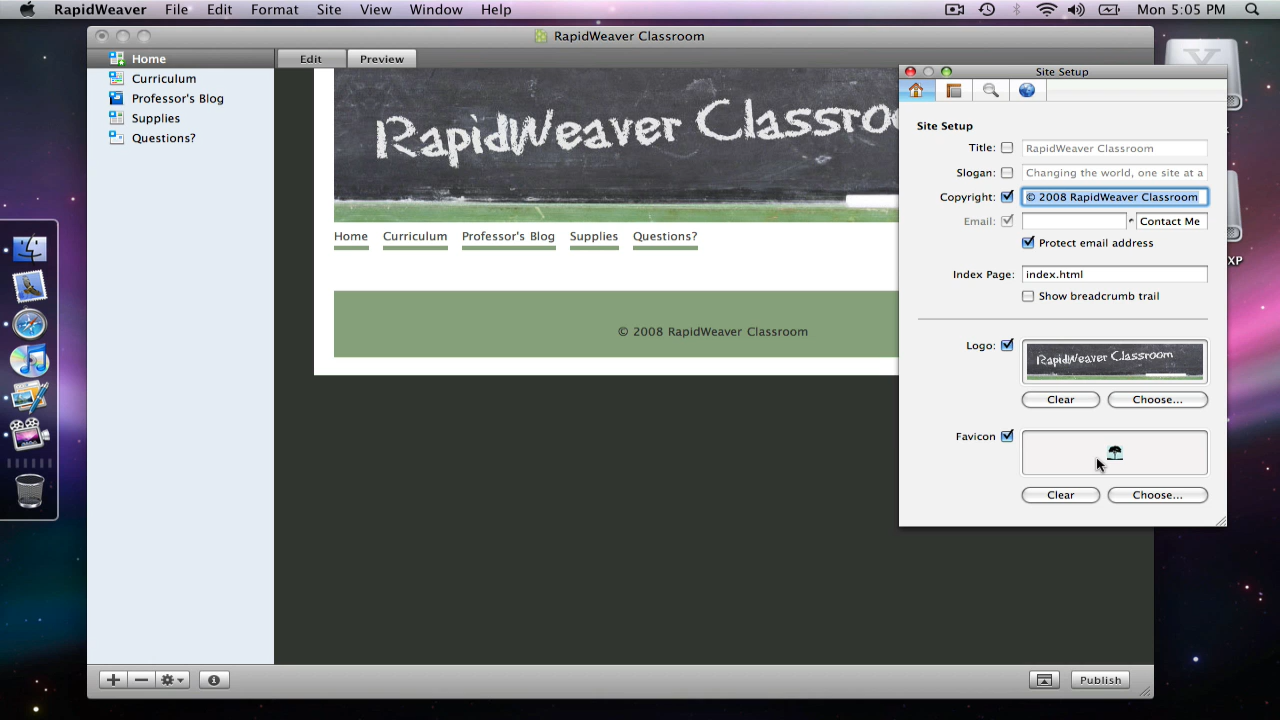 RapidWeaver File Edit Format Site View Window Help Mon 5:05 PM
RapidWeaver Classroom
Edit Preview
Home
Curriculum
Professor's Blog
Supplies
Questions?
RapidWeaver Classroo
Home Curriculum Professor's Blog Supplies Questions?
© 2008 RapidWeaver Classroom
Publish
Site Setup
Site Setup
Title: RapidWeaver Classroom
Slogan: Changing the world, one site at a
Copyright: © 2008 RapidWeaver Classroom
Email: Contact Me
Protect email address
Index Page: index.html
Show breadcrumb trail
Logo: RapidWeaver Classroom
Clear Choose...
Favicon
Clear Choose...
XP